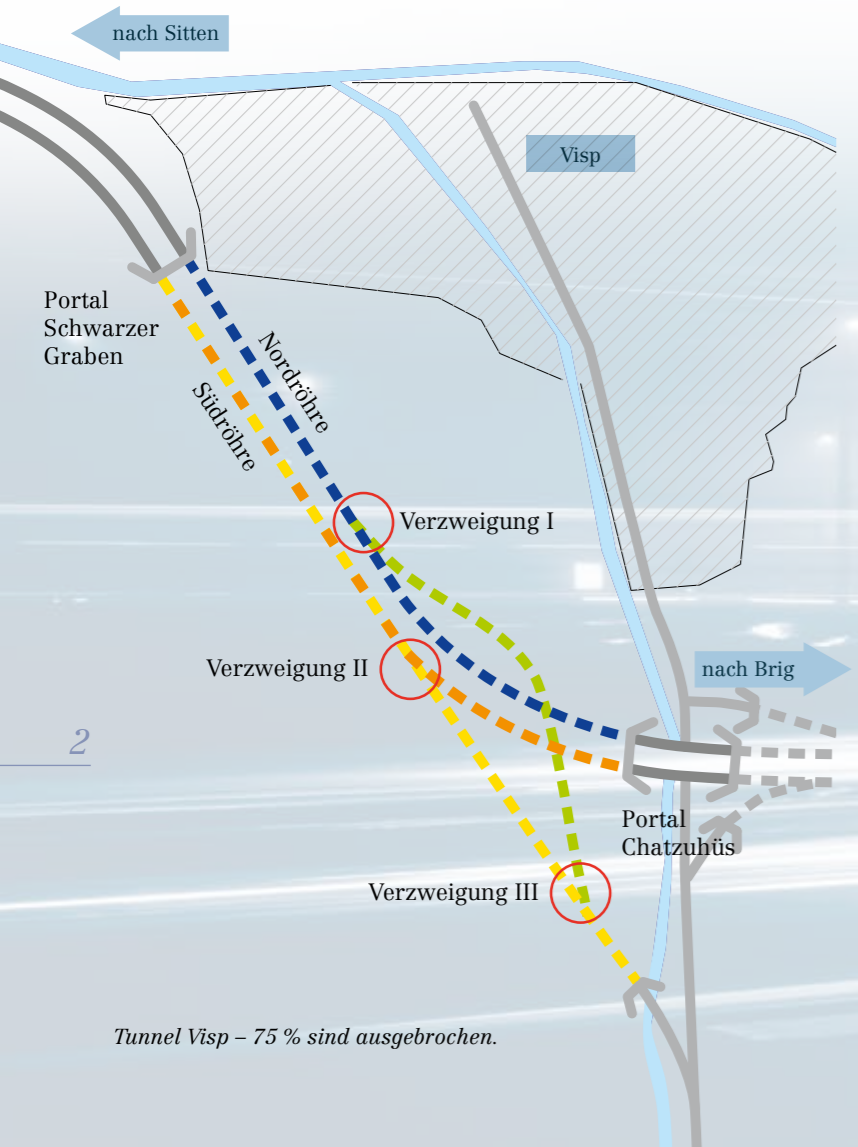 nach Sitten
Visp
Portal
Schwarzer
Graben
Nordröhre
Südröhre
Verzweigung I
Verzweigung II
nach Brig
2
Portal
Chatzuhüs
Verzweigung III
Tunnel Visp – 75 % sind ausgebrochen.